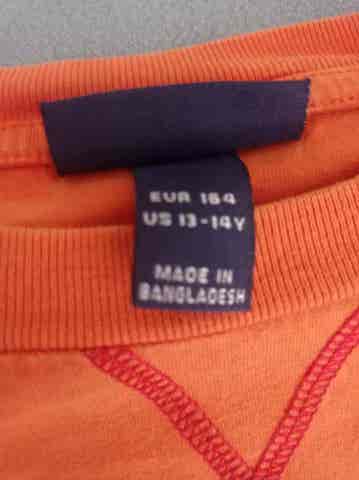 EUR 164
US 13-14Y
MADE IN
BANGLADESH